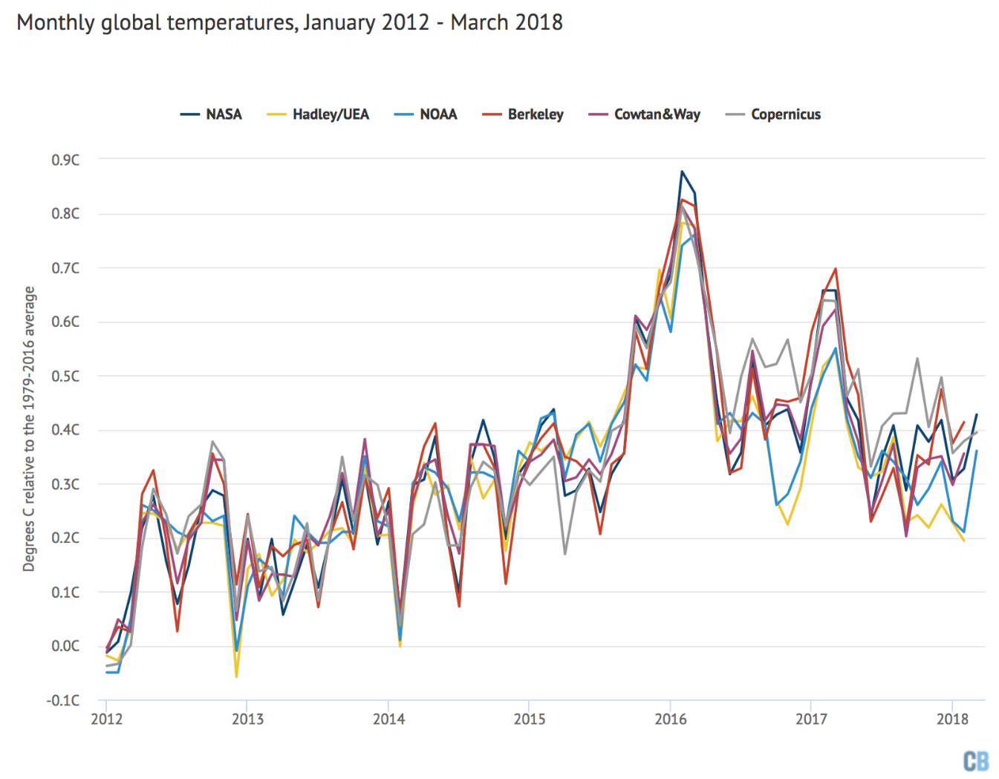 Monthly global temperatures, January 2012 - March 2018
NASA Hadley/UEA NOAA Berkeley Cowtan&Way Copernicus
Degrees C relative to the 1979-2016 average
0.9C
0.8C
0.7C
0.6C
0.5C
0.4C
0.3C
0.2C
0.1C
0.0C
-0.1C
2012 2013 2014 2015 2016 2017 2018
CB